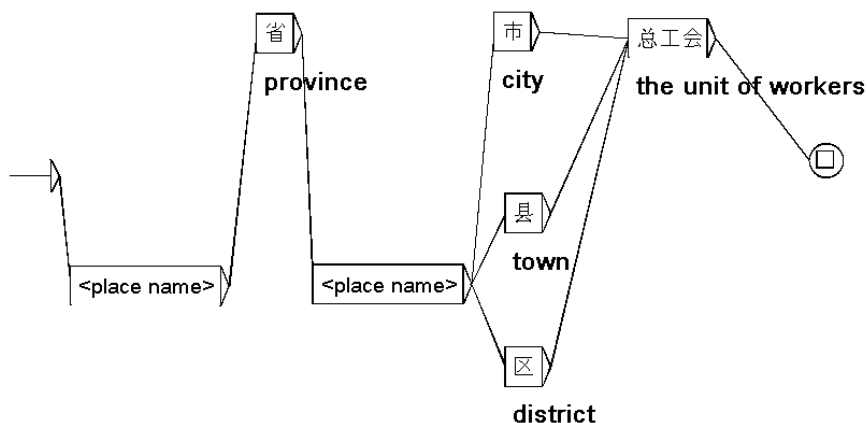 省
province
市
city
总工会
the unit of workers
县
town
<place name>
<place name>
区
district